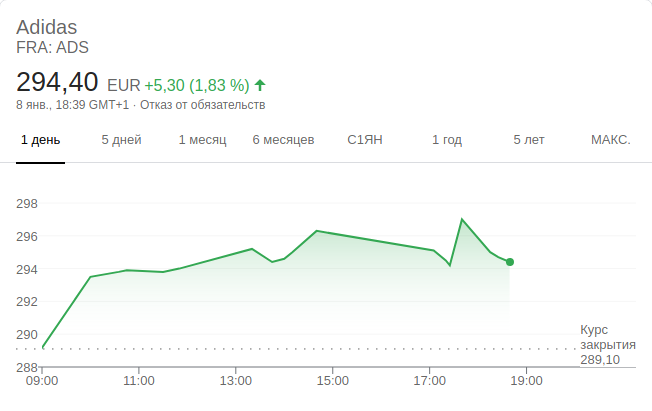 Adidas
FRA: ADS
294,40 EUR +5,30 (1,83 %)
8 янв., 18:39 GMT+1 · Отказ от обязательств
1 день 5 дней 1 месяц 6 месяцев С1ЯН 1 год 5 лет МАКС.
298
296
294
292
290
288
Курс
закрытия
289,10
09:00 11:00 13:00 15:00 17:00 19:00